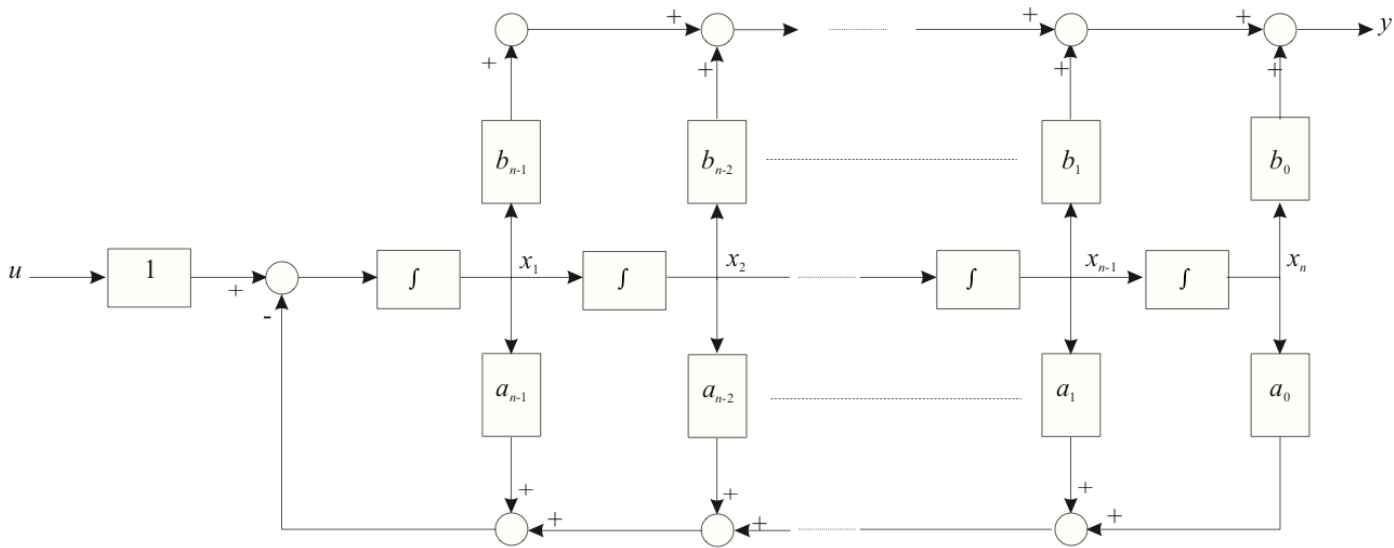 + + + + y
+ + + +
b_{n-1} b_{n-2} b_1 b_0
u 1 + ∫ x_1 ∫ x_2 ∫ x_{n-1} ∫ x_n
-
a_{n-1} a_{n-2} a_1 a_0
+ + +
+ + +